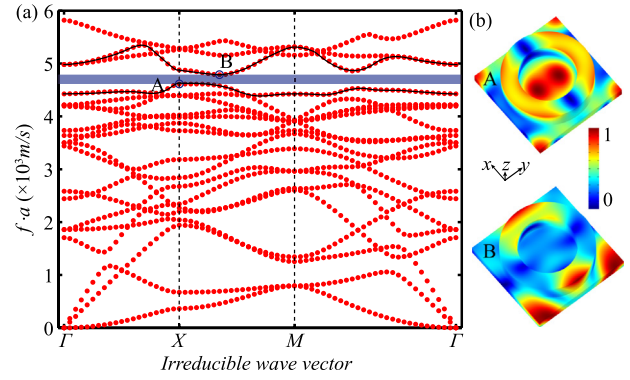 (a)
(b)
6
5
4
3
2
1
0
f·a (×10³m/s)
A
B
Γ
X
M
Γ
Irreducible wave vector
A
1
0
x
z
y
B